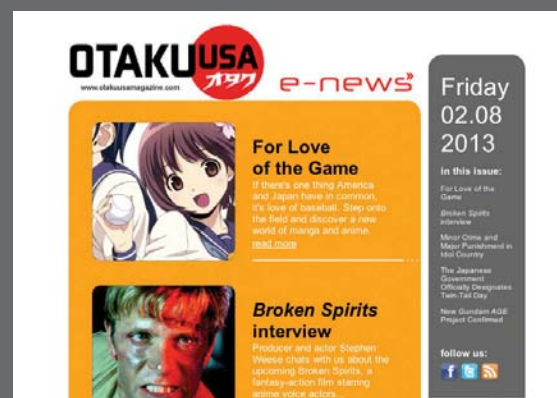 OTAKU USA
オタク
www.otakuusamagazine.com
e-news
For Love
of the Game
If there's one thing America
and Japan have in common,
it's love of baseball. Step onto
the field and discover a new
world of manga and anime.
read more
Broken Spirits
interview
Producer and actor Stephen
Weese chats with us about the
upcoming Broken Spirits, a
fantasy-action film starring
anime voice actors
Friday
02.08
2013
in this issue:
For Love of the
Game
Broken Spirits
interview
Minor Crime and
Major Punishment in
Idol Country
The Japanese
Government
Officially Designates
Twin-Tail Day
New Gundam AGE
Project Confirmed
follow us: